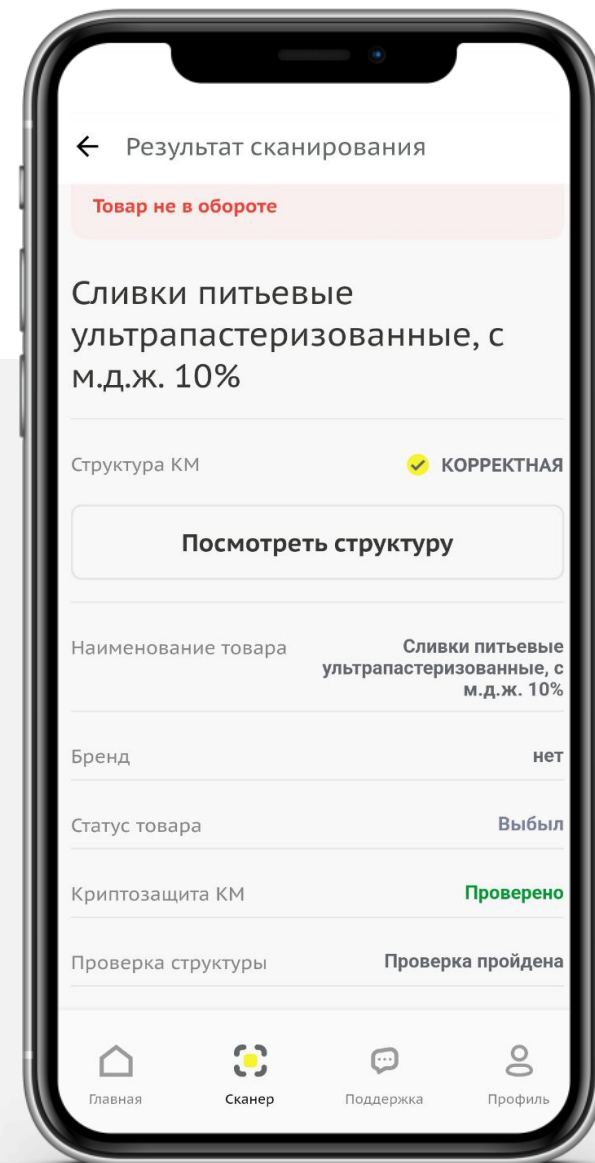 Результат сканирования
Товар не в обороте
Сливки питьевые
ультрапастеризованные, с
м.д.ж. 10%
Структура КМ
КОРРЕКТНАЯ
Посмотреть структуру
Наименование товара
Сливки питьевые
ультрапастеризованные, с
м.д.ж. 10%
Бренд
нет
Статус товара
Выбыл
Криптозащита КМ
Проверено
Проверка структуры
Проверка пройдена
Главная
Сканер
Поддержка
Профиль